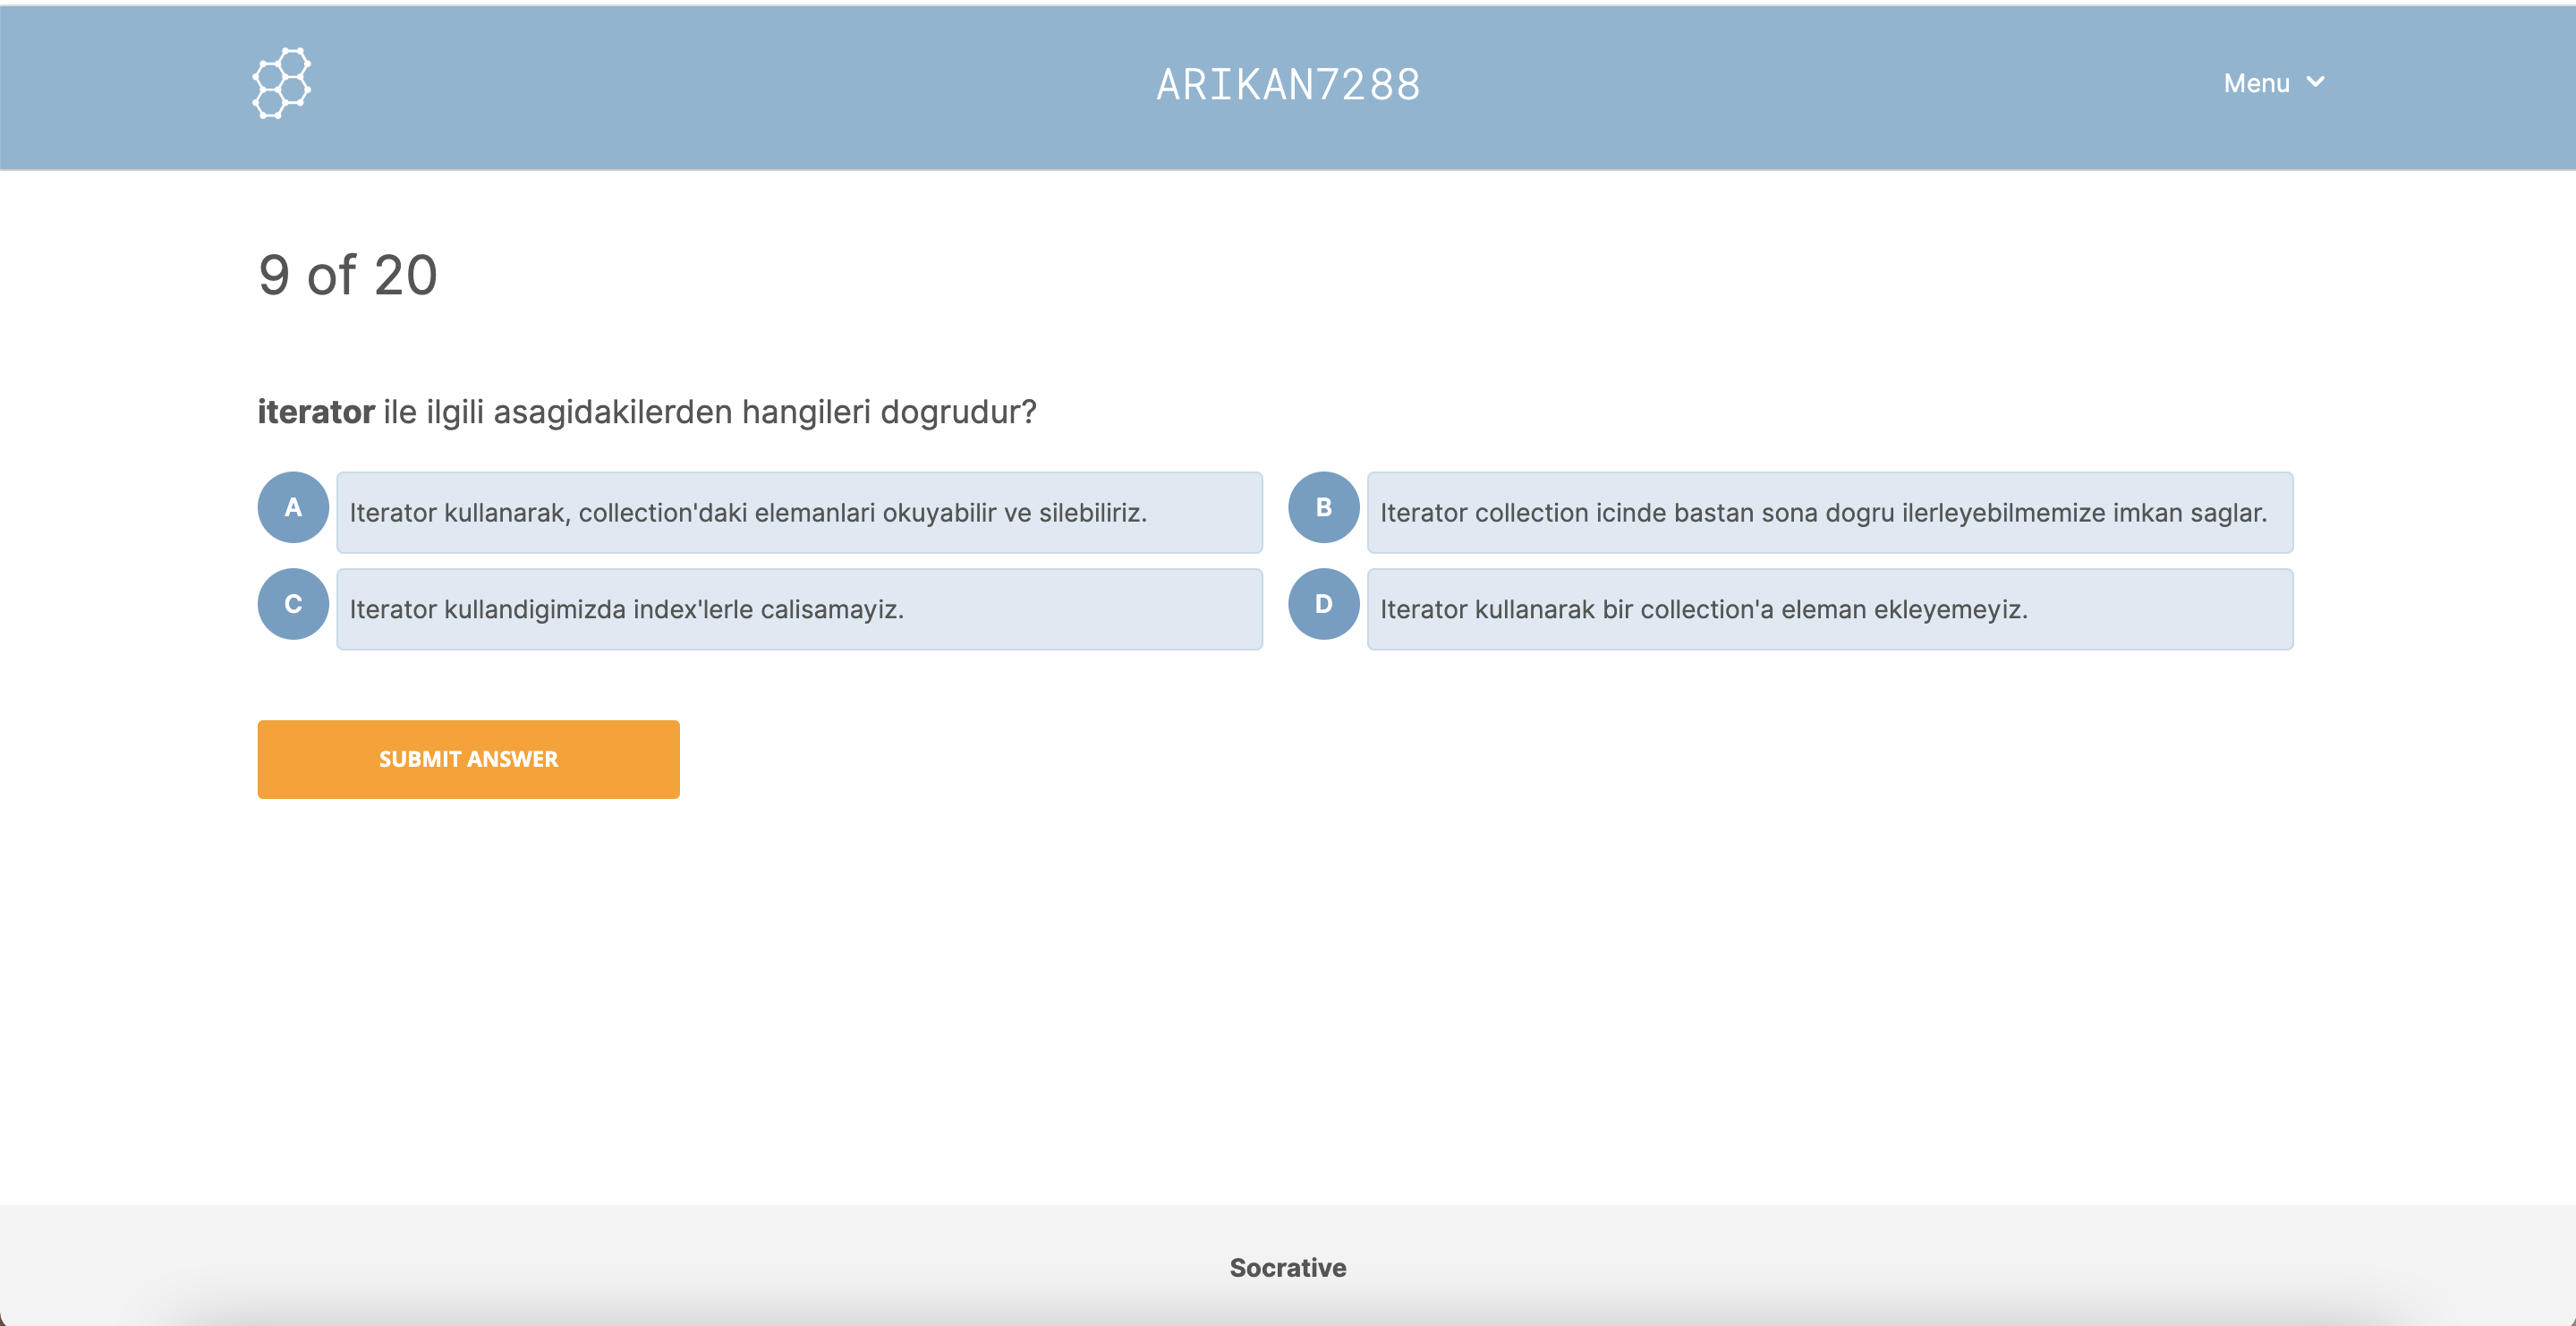 ARIKAN7288
Menu
9 of 20
iterator ile ilgili asagidakilerden hangileri dogrudur?
A Iterator kullanarak, collection'daki elemanlari okuyabilir ve silebiliriz.
B Iterator collection icinde bastan sona dogru ilerleyebilmemize imkan saglar.
C Iterator kullandigimizda index'lerle calisamayiz.
D Iterator kullanarak bir collection'a eleman ekleyemeyiz.
SUBMIT ANSWER
Socrative